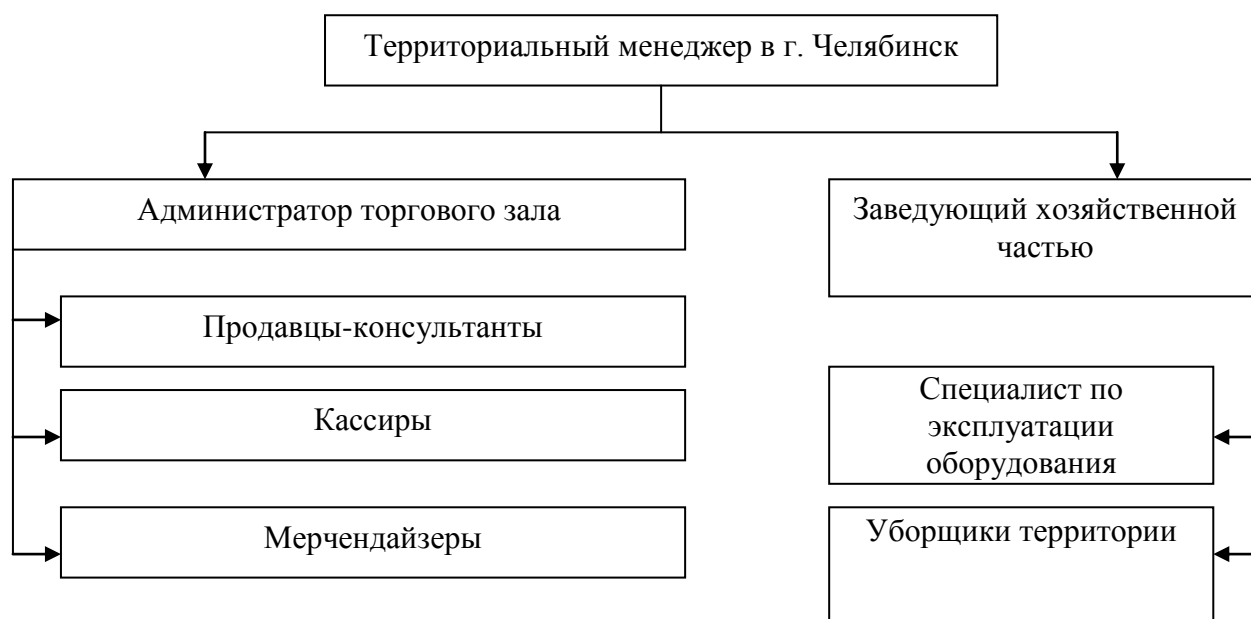 Территориальный менеджер в г. Челябинск
Администратор торгового зала
Заведующий хозяйственной
частью
Продавцы-консультанты
Кассиры
Мерчендайзеры
Специалист по
эксплуатации
оборудования
Уборщики территории